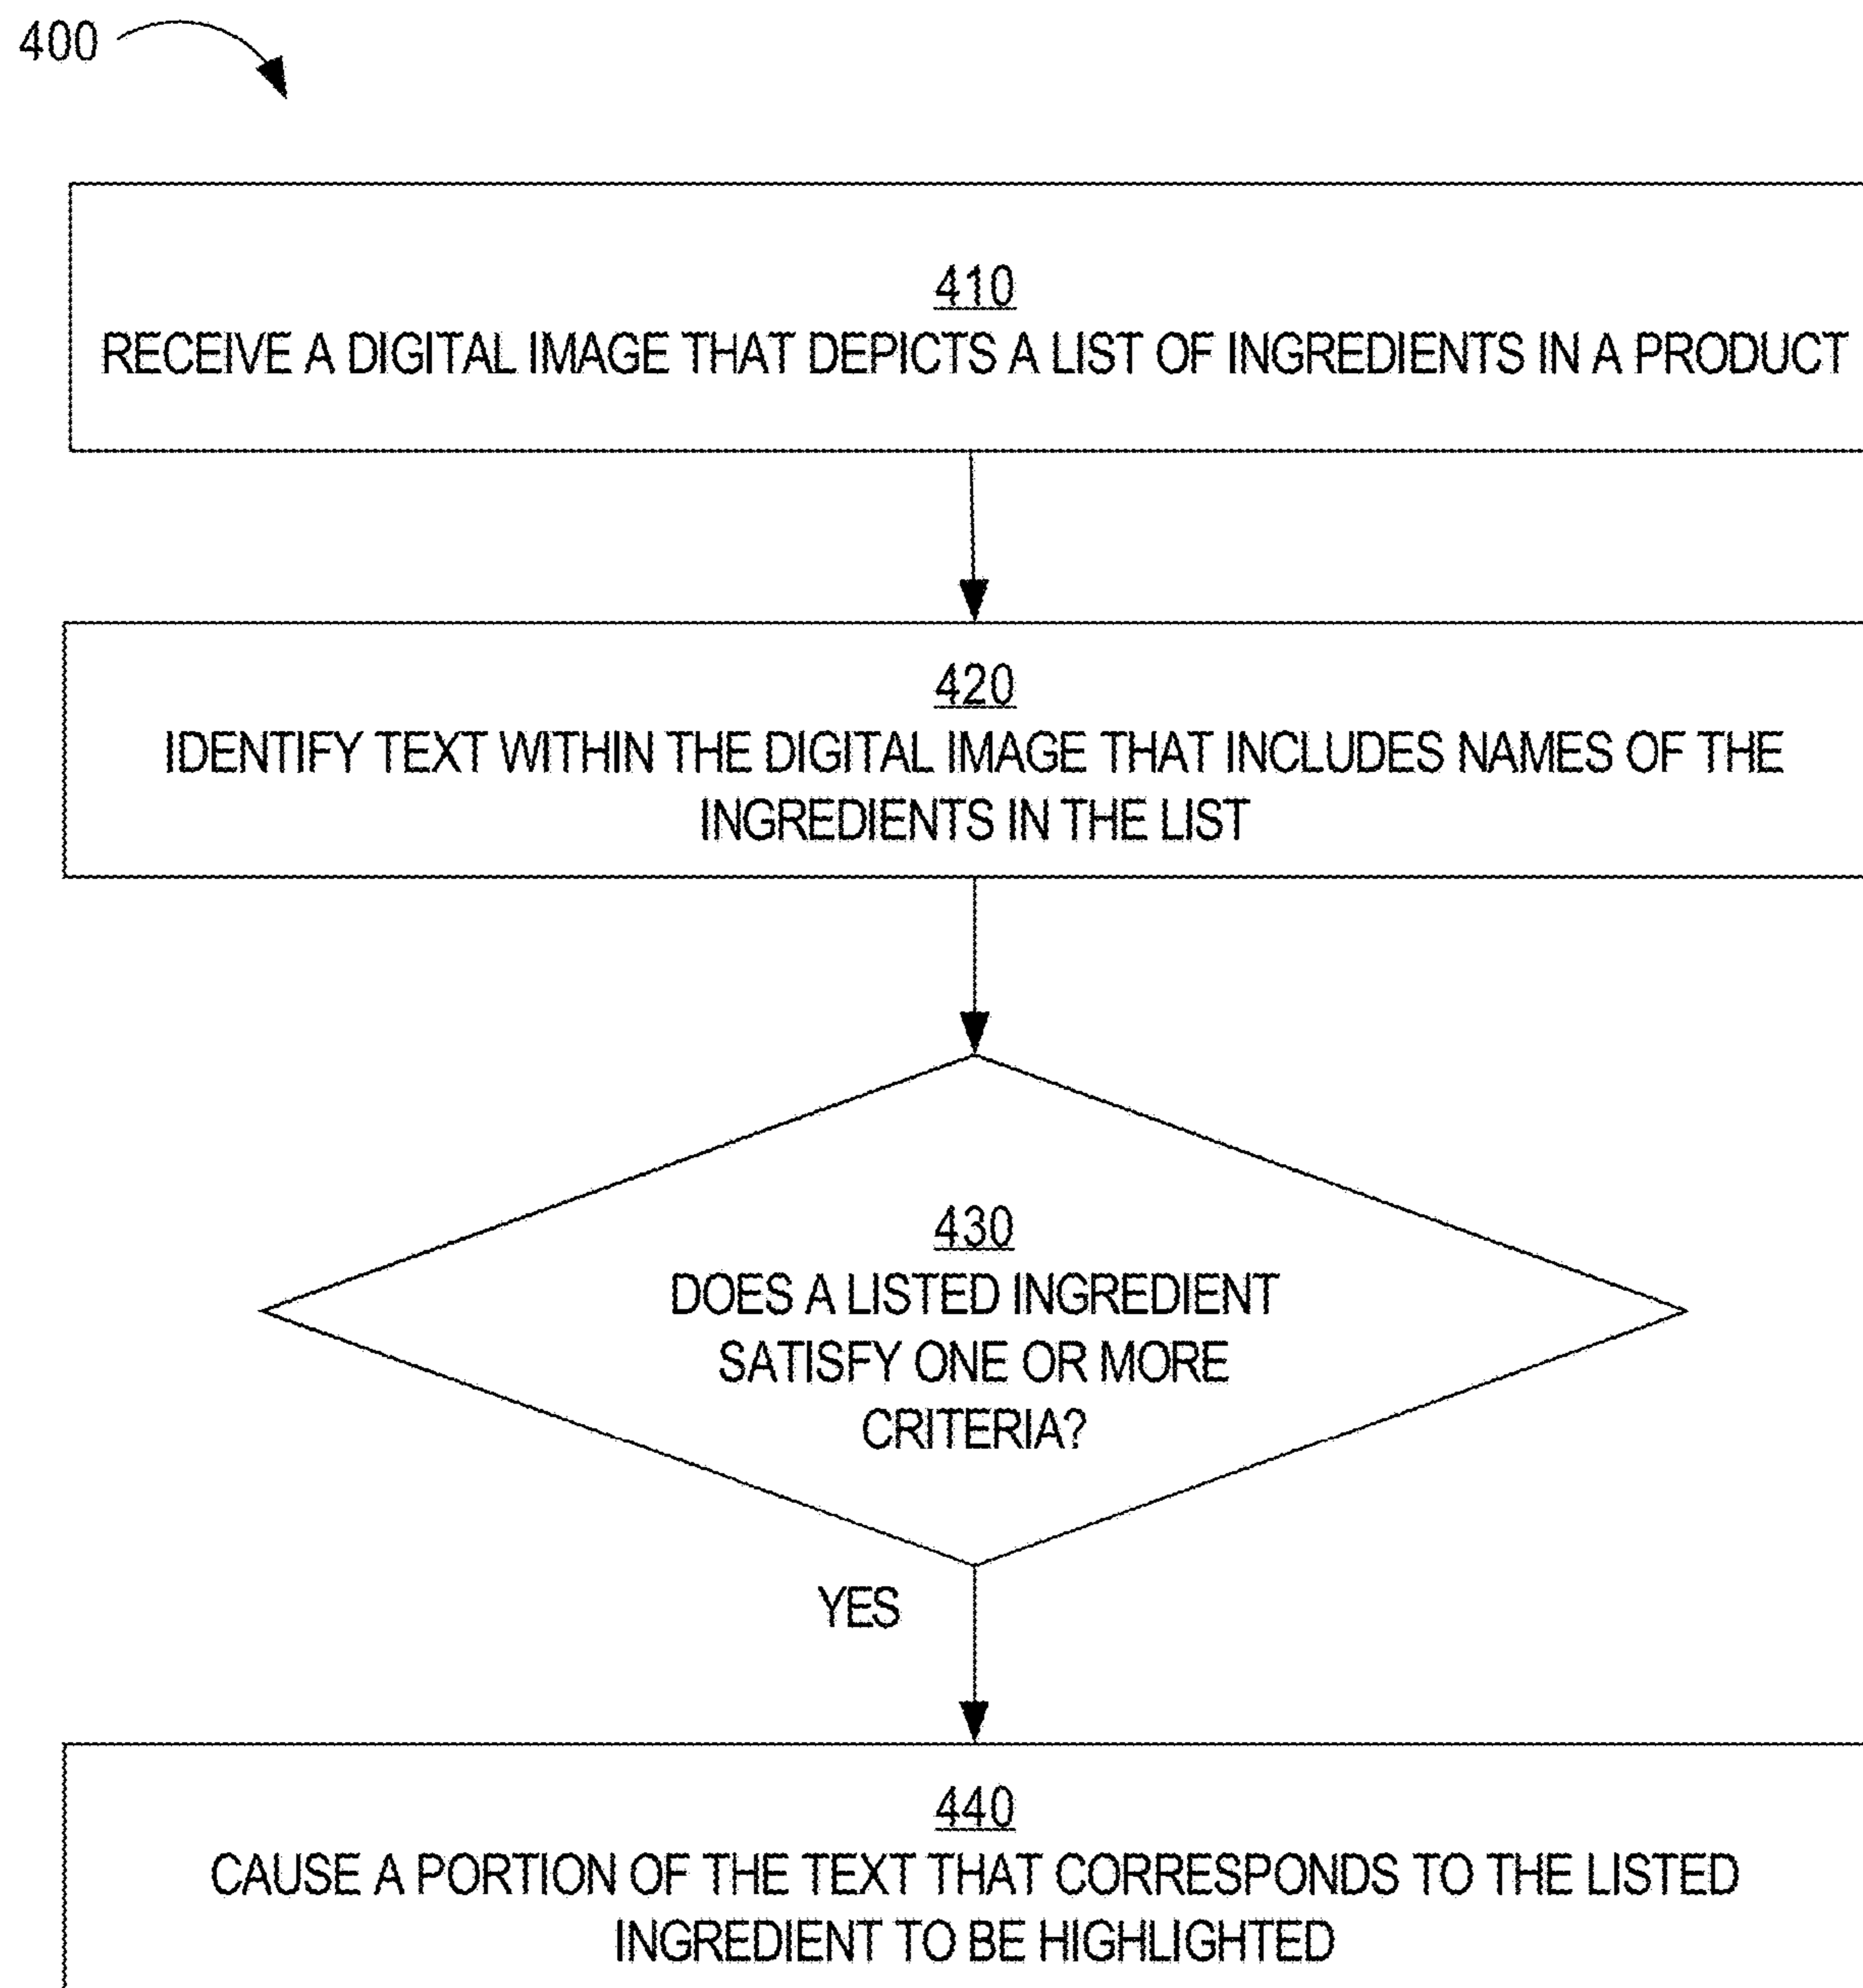 400
410
RECEIVE A DIGITAL IMAGE THAT DEPICTS A LIST OF INGREDIENTS IN A PRODUCT
420
IDENTIFY TEXT WITHIN THE DIGITAL IMAGE THAT INCLUDES NAMES OF THE
INGREDIENTS IN THE LIST
430
DOES A LISTED INGREDIENT
SATISFY ONE OR MORE
CRITERIA?
YES
440
CAUSE A PORTION OF THE TEXT THAT CORRESPONDS TO THE LISTED
INGREDIENT TO BE HIGHLIGHTED